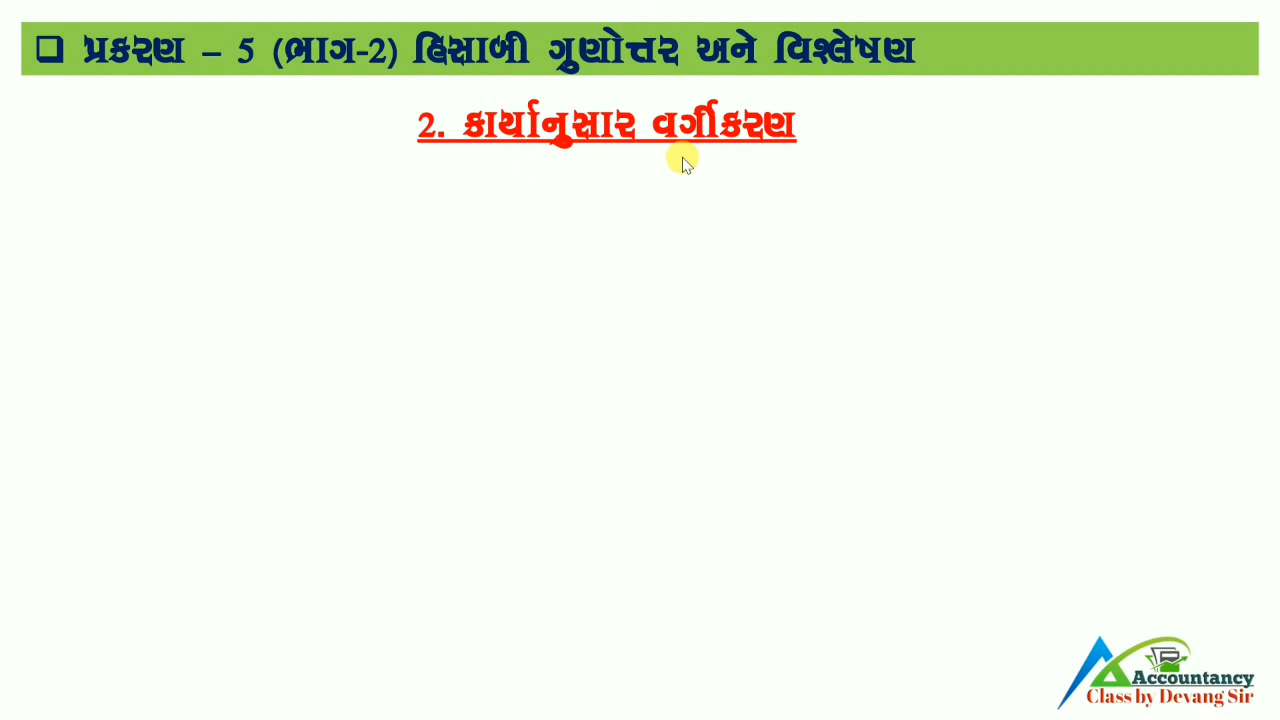 ❑ પ્રકરણ – 5 (ભાગ-2) હિસાબી ગુણોત્તર અને વિશ્લેષણ
2. કાર્યાનુસાર વર્ગીકરણ
Accountancy
Class by Devang Sir